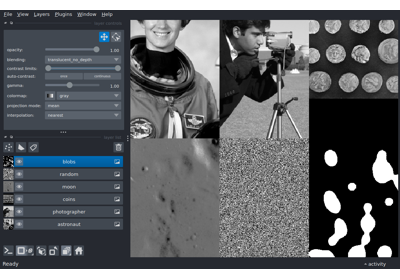 File View Layers Plugins Window Help
opacity: 1.00
blending: translucent_no_depth
contrast limits:
auto-contrast: once continuous
gamma: 1.00
colormap: gray
projection mode: mean
interpolation: nearest
blobs
random
moon
coins
photographer
astronaut
Ready
activity